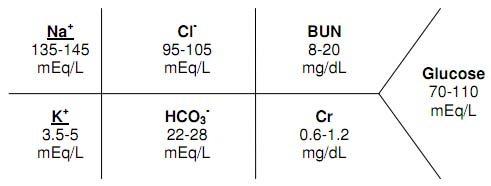 Na⁺
135-145
mEq/L
Cl⁻
95-105
mEq/L
BUN
8-20
mg/dL
Glucose
70-110
mEq/L
K⁺
3.5-5
mEq/L
HCO₃⁻
22-28
mEq/L
Cr
0.6-1.2
mg/dL